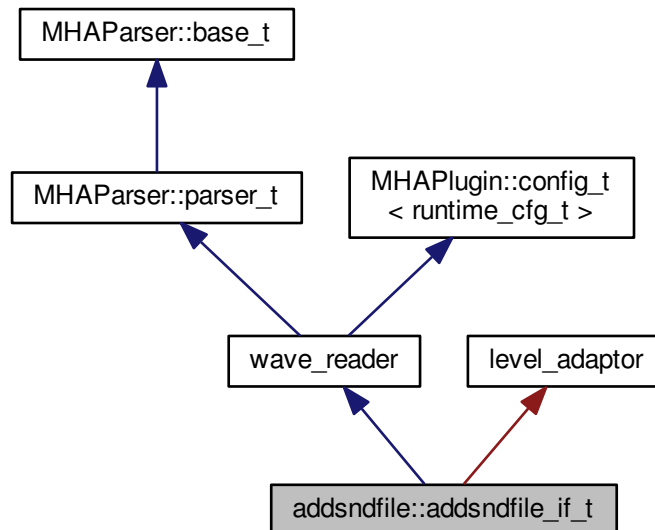 MHAParser::base_t
MHAParser::parser_t
MHAPlugin::config_t
< runtime_cfg_t >
wave_reader
level_adaptor
addsndfile::addsndfile_if_t